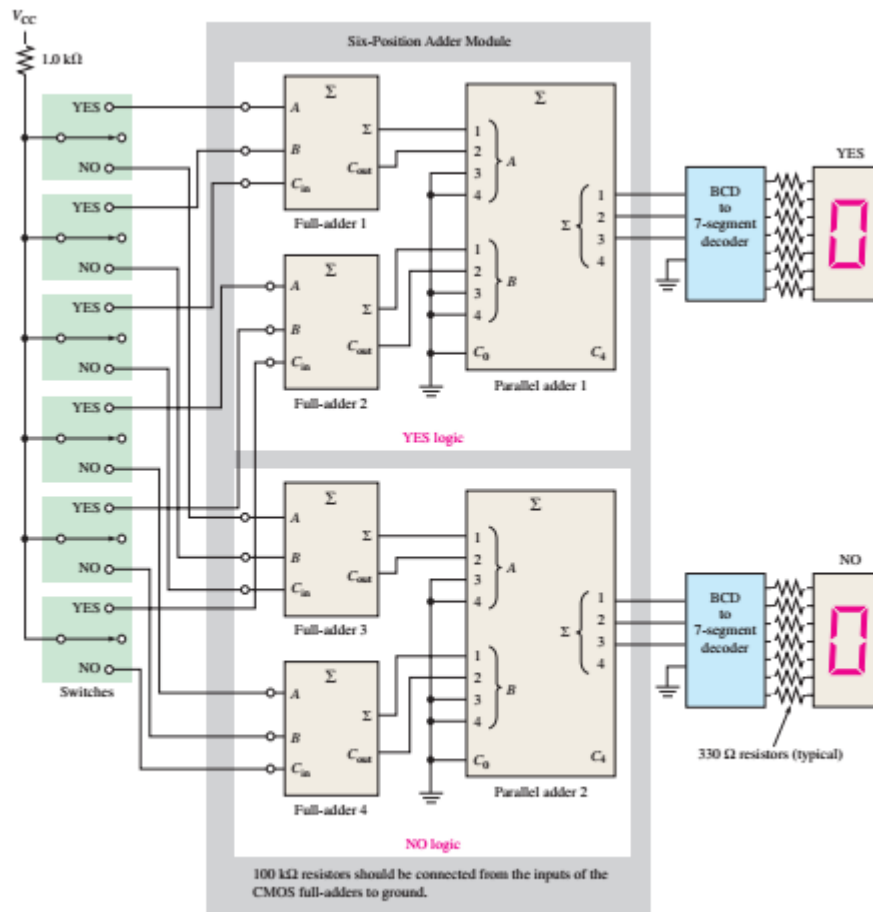 V_CC
1.0 kΩ
Six-Position Adder Module
YES
NO
YES
NO
YES
NO
YES
NO
YES
NO
YES
NO
Switches
Σ
A
B
C_in
Σ
C_out
Full-adder 1
Σ
A
B
C_in
Σ
C_out
Full-adder 2
Σ
1
2
3
4
A
1
2
3
4
B
C_0
Σ
1
2
3
4
C_4
Parallel adder 1
YES logic
BCD
to
7-segment
decoder
YES
0
Σ
A
B
C_in
Σ
C_out
Full-adder 3
Σ
A
B
C_in
Σ
C_out
Full-adder 4
Σ
1
2
3
4
A
1
2
3
4
B
C_0
Σ
1
2
3
4
C_4
Parallel adder 2
NO logic
BCD
to
7-segment
decoder
NO
0
330 Ω resistors (typical)
100 kΩ resistors should be connected from the inputs of the
CMOS full-adders to ground.